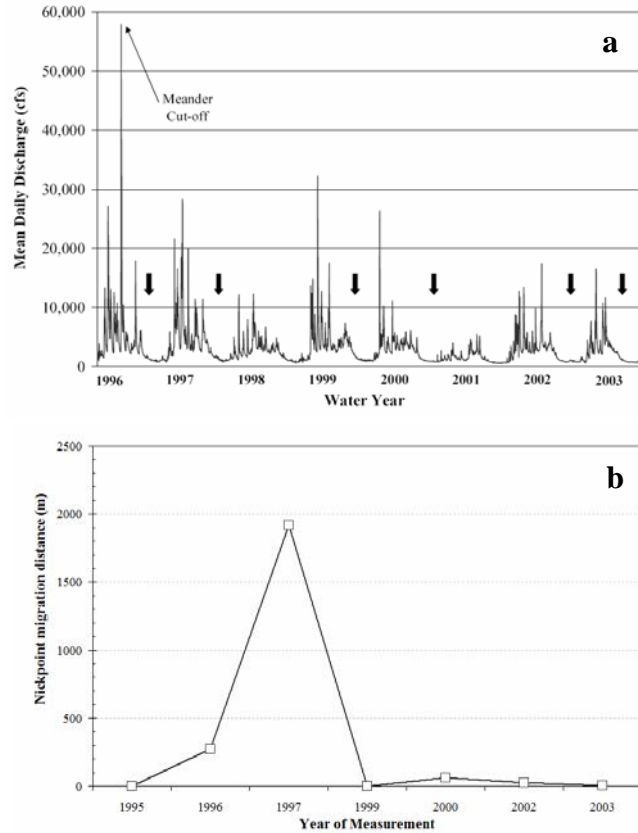 a
60,000
50,000
40,000
30,000
20,000
10,000
0
Mean Daily Discharge (cfs)
Meander
Cut-off
1996 1997 1998 1999 2000 2001 2002 2003
Water Year
b
2500
2000
1500
1000
500
0
Nickpoint migration distance (m)
1995 1996 1997 1999 2000 2002 2003
Year of Measurement